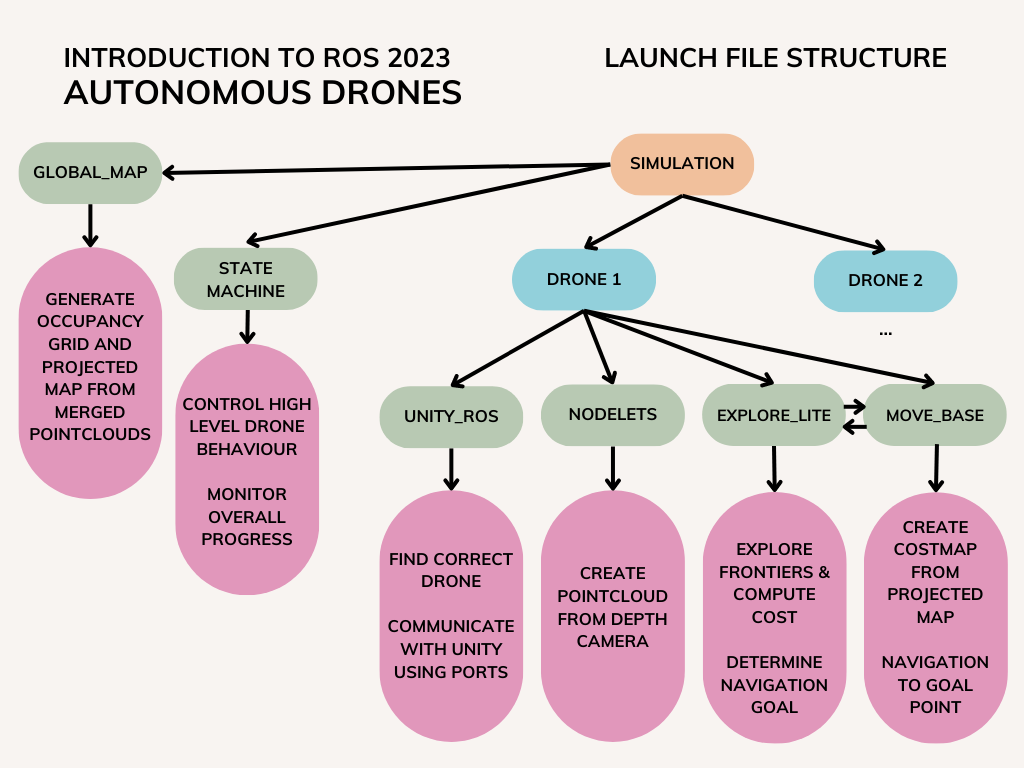 INTRODUCTION TO ROS 2023
AUTONOMOUS DRONES
LAUNCH FILE STRUCTURE
GLOBAL_MAP
SIMULATION
STATE
MACHINE
DRONE 1
DRONE 2
...
GENERATE
OCCUPANCY
GRID AND
PROJECTED
MAP FROM
MERGED
POINTCLOUDS
CONTROL HIGH
LEVEL DRONE
BEHAVIOUR
MONITOR
OVERALL
PROGRESS
UNITY_ROS
NODELETS
EXPLORE_LITE
MOVE_BASE
FIND CORRECT
DRONE
COMMUNICATE
WITH UNITY
USING PORTS
CREATE
POINTCLOUD
FROM DEPTH
CAMERA
EXPLORE
FRONTIERS &
COMPUTE
COST
DETERMINE
NAVIGATION
GOAL
CREATE
COSTMAP
FROM
PROJECTED
MAP
NAVIGATION
TO GOAL
POINT